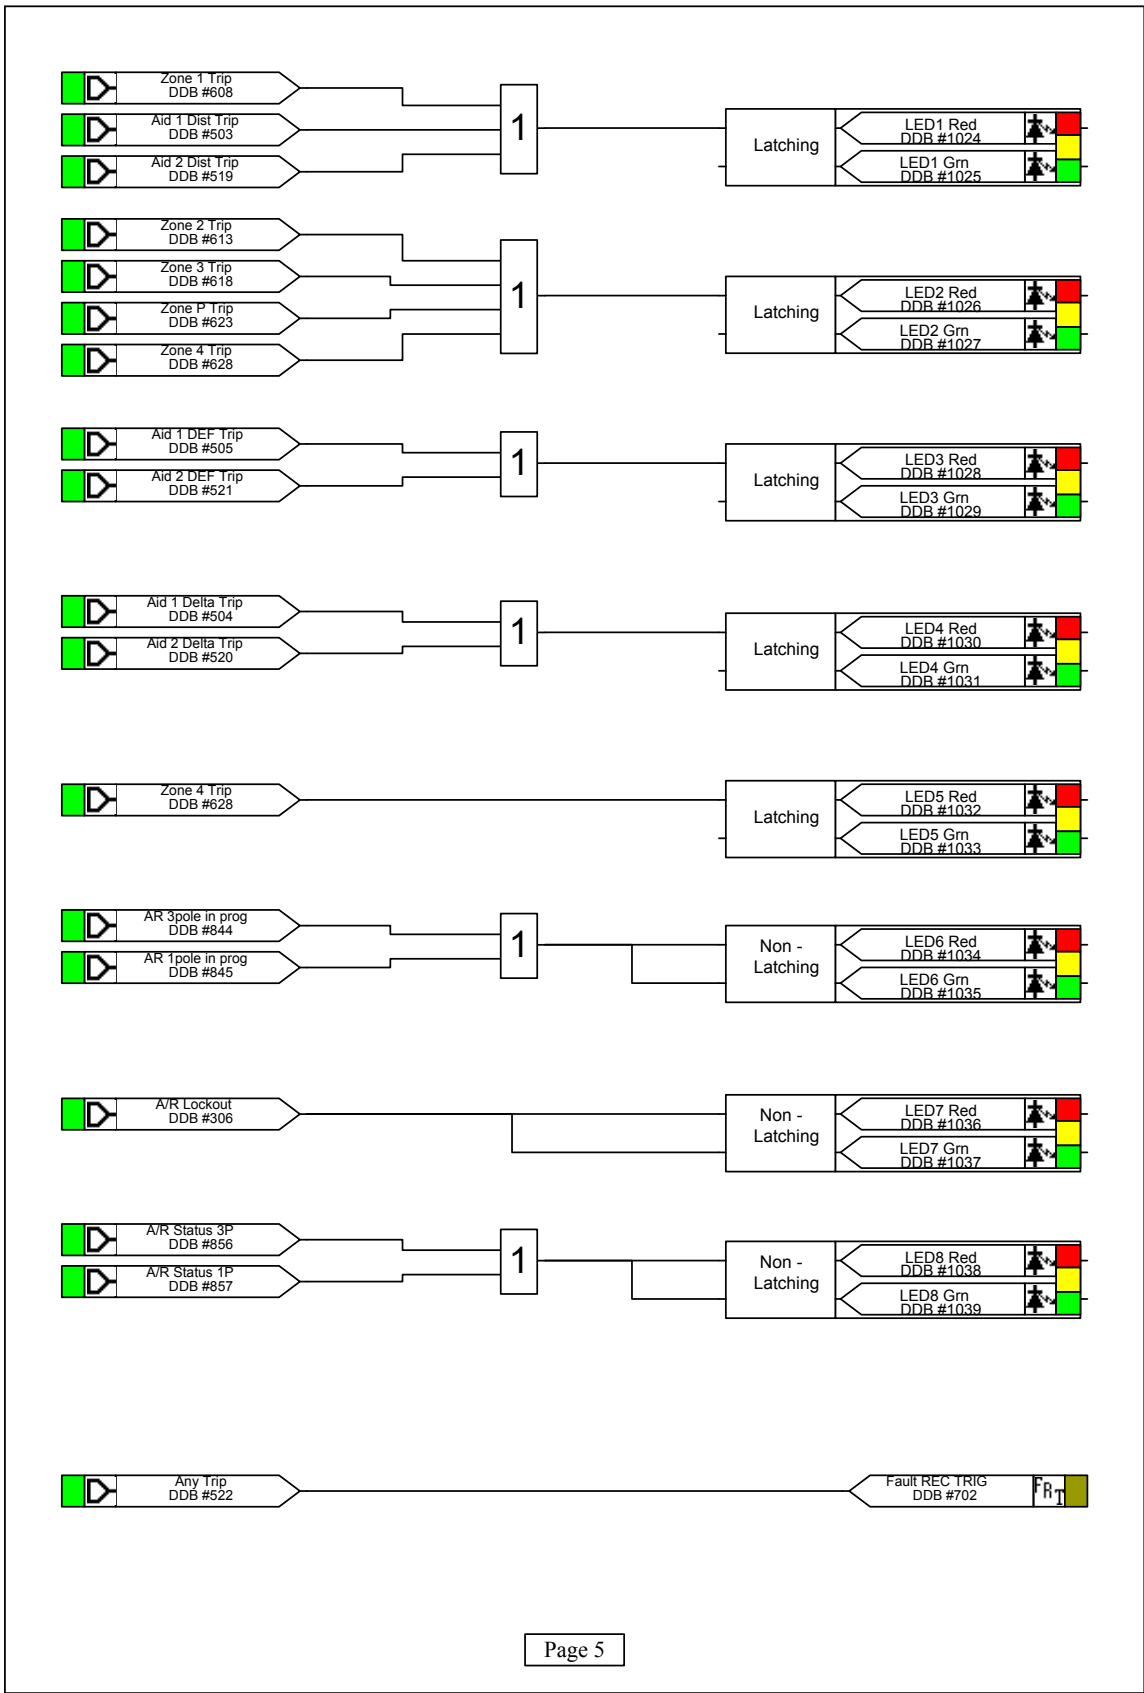 Zone 1 Trip
DDB #608
Aid 1 Dist Trip
DDB #503
Aid 2 Dist Trip
DDB #519
1
Latching
LED1 Red
DDB #1024
LED1 Grn
DDB #1025
Zone 2 Trip
DDB #613
Zone 3 Trip
DDB #618
Zone P Trip
DDB #623
Zone 4 Trip
DDB #628
1
Latching
LED2 Red
DDB #1026
LED2 Grn
DDB #1027
Aid 1 DEF Trip
DDB #505
Aid 2 DEF Trip
DDB #521
1
Latching
LED3 Red
DDB #1028
LED3 Grn
DDB #1029
Aid 1 Delta Trip
DDB #504
Aid 2 Delta Trip
DDB #520
1
Latching
LED4 Red
DDB #1030
LED4 Grn
DDB #1031
Zone 4 Trip
DDB #628
Latching
LED5 Red
DDB #1032
LED5 Grn
DDB #1033
AR 3pole in prog
DDB #844
AR 1pole in prog
DDB #845
1
Non -
Latching
LED6 Red
DDB #1034
LED6 Grn
DDB #1035
A/R Lockout
DDB #306
Non -
Latching
LED7 Red
DDB #1036
LED7 Grn
DDB #1037
A/R Status 3P
DDB #856
A/R Status 1P
DDB #857
1
Non -
Latching
LED8 Red
DDB #1038
LED8 Grn
DDB #1039
Any Trip
DDB #522
Fault REC TRIG
DDB #702
FRT
Page 5